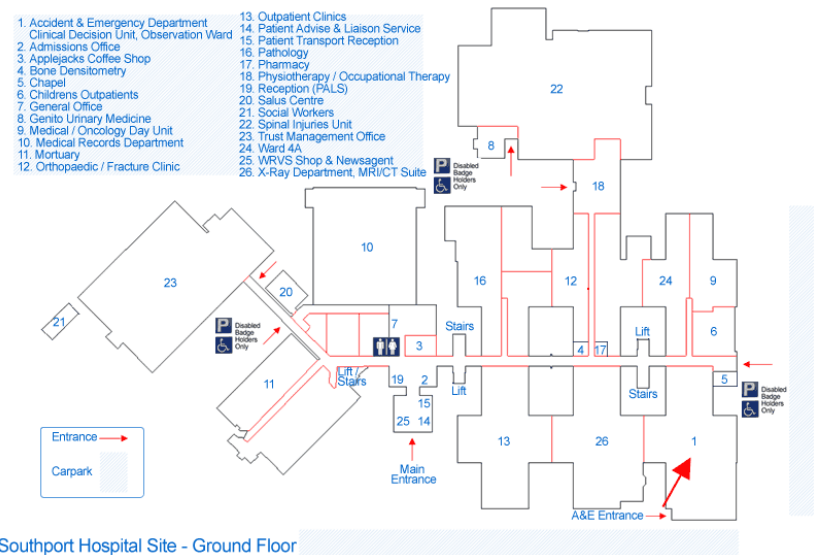 1. Accident & Emergency Department
Clinical Decision Unit, Observation Ward
2. Admissions Office
3. Applejacks Coffee Shop
4. Bone Densitometry
5. Chapel
6. Childrens Outpatients
7. General Office
8. Genito Urinary Medicine
9. Medical / Oncology Day Unit
10. Medical Records Department
11. Mortuary
12. Orthopaedic / Fracture Clinic
13. Outpatient Clinics
14. Patient Advise & Liaison Service
15. Patient Transport Reception
16. Pathology
17. Pharmacy
18. Physiotherapy / Occupational Therapy
19. Reception (PALS)
20. Salus Centre
21. Social Workers
22. Spinal Injuries Unit
23. Trust Management Office
24. Ward 4A
25. WRVS Shop & Newsagent
26. X-Ray Department, MRI/CT Suite
22
8
P
Disabled
Badge
Holders
Only
18
10
23
20
21
16
12
24
9
P
Disabled
Badge
Holders
Only
7
3
Stairs
Lift
6
4
17
Lift /
Stairs
11
19
2
Lift
Stairs
5
P
Disabled
Badge
Holders
Only
15
25
14
13
26
1
Main
Entrance
A&E Entrance
Entrance
Carpark
Southport Hospital Site - Ground Floor